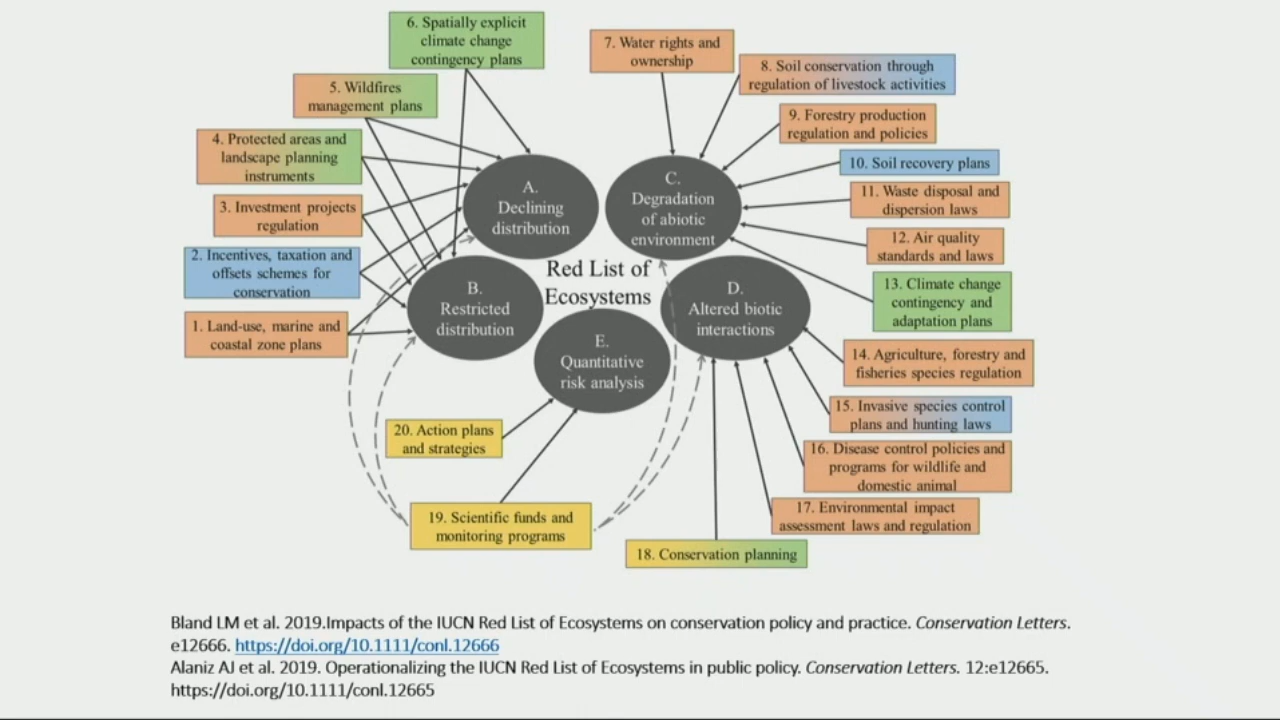 6. Spatially explicit
climate change
contingency plans
7. Water rights and
ownership
8. Soil conservation through
regulation of livestock activities
5. Wildfires
management plans
9. Forestry production
regulation and policies
4. Protected areas and
landscape planning
instruments
10. Soil recovery plans
A.
Declining
distribution
C.
Degradation
of abiotic
environment
11. Waste disposal and
dispersion laws
3. Investment projects
regulation
12. Air quality
standards and laws
2. Incentives, taxation and
offsets schemes for
conservation
Red List of
Ecosystems
13. Climate change
contingency and
adaptation plans
B.
Restricted
distribution
D.
Altered biotic
interactions
1. Land-use, marine and
coastal zone plans
E.
Quantitative
risk analysis
14. Agriculture, forestry and
fisheries species regulation
15. Invasive species control
plans and hunting laws
20. Action plans
and strategies
16. Disease control policies and
programs for wildlife and
domestic animal
17. Environmental impact
assessment laws and regulation
19. Scientific funds and
monitoring programs
18. Conservation planning
Bland LM et al. 2019.Impacts of the IUCN Red List of Ecosystems on conservation policy and practice. Conservation Letters.
e12666. https://doi.org/10.1111/conl.12666
Alaniz AJ et al. 2019. Operationalizing the IUCN Red List of Ecosystems in public policy. Conservation Letters. 12:e12665.
https://doi.org/10.1111/conl.12665